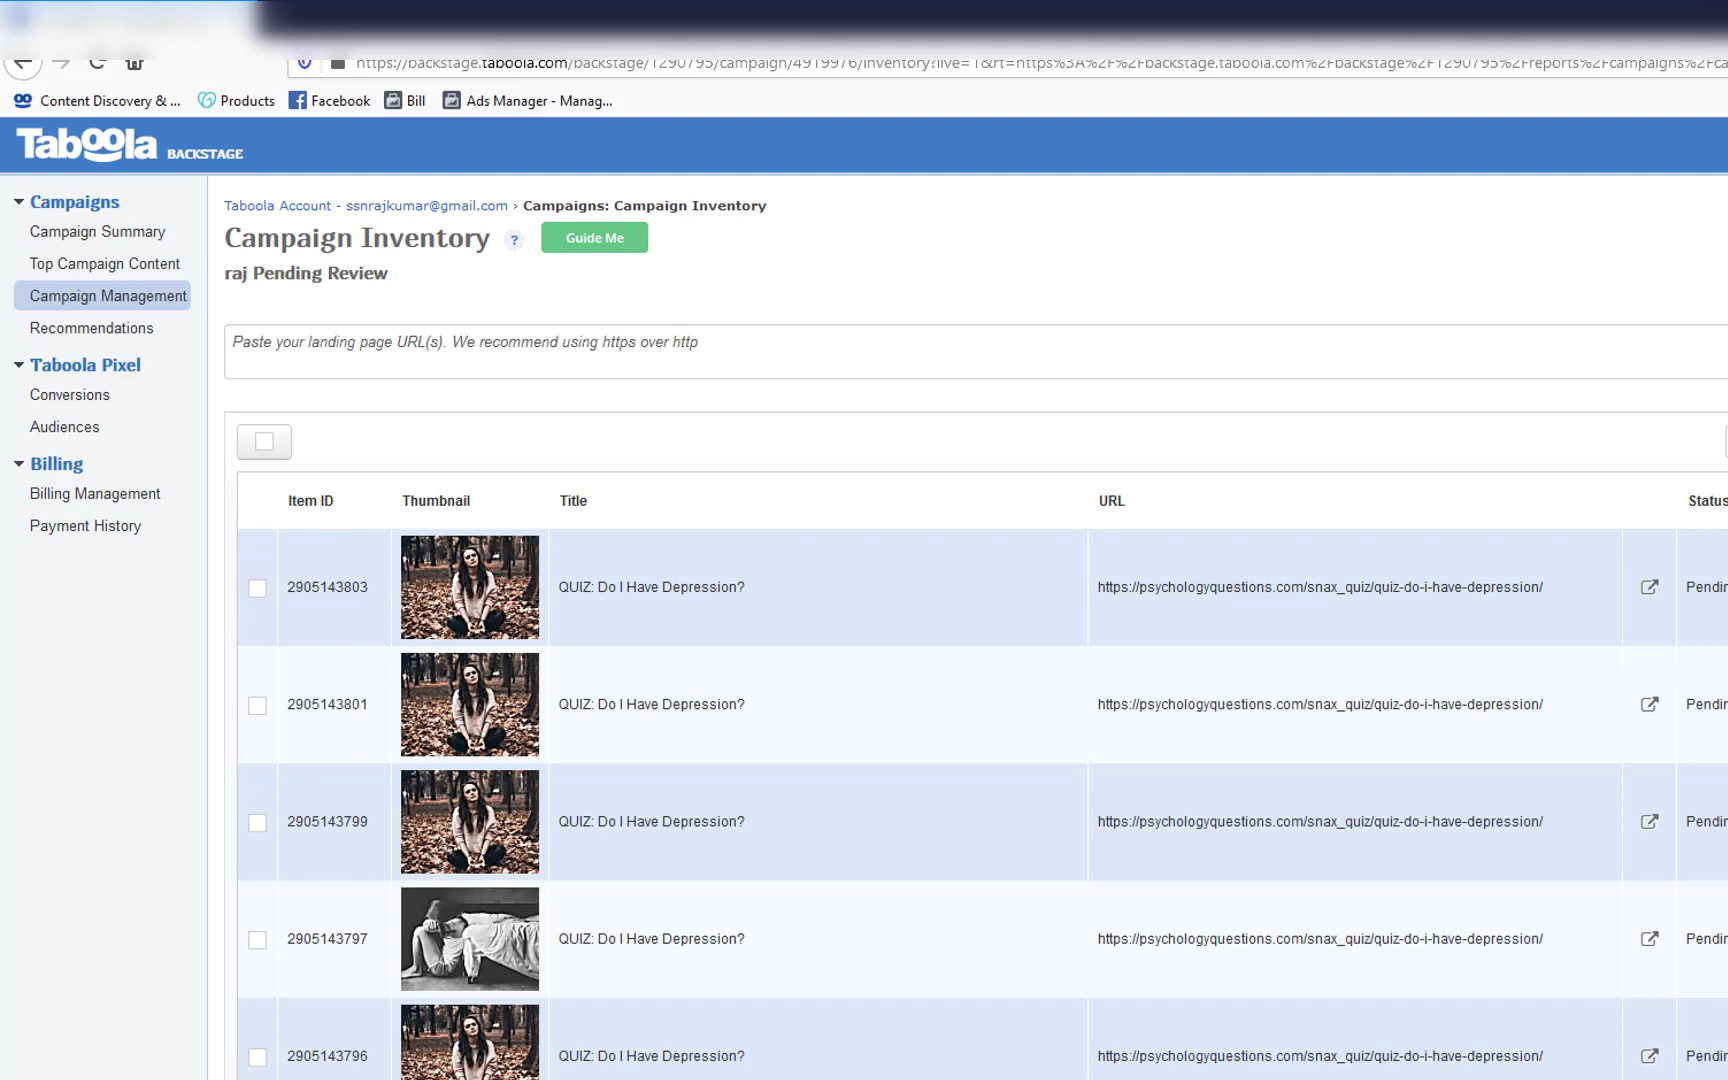 https://backstage.taboola.com/backstage/1290795/campaign/4919976/inventory?live=1&rt=https%3A%2F%2Fbackstage.taboola.com%2Fbackstage%2F1290795%2Freports%2Fcampaigns%2Fca
Content Discovery & ... Products Facebook Bill Ads Manager - Manag...
Taboola BACKSTAGE
Campaigns
Campaign Summary
Top Campaign Content
Campaign Management
Recommendations
Taboola Pixel
Conversions
Audiences
Billing
Billing Management
Payment History
Taboola Account - ssnrajkumar@gmail.com › Campaigns: Campaign Inventory
Campaign Inventory ? Guide Me
raj Pending Review
Paste your landing page URL(s). We recommend using https over http
Item ID Thumbnail Title URL Status
2905143803 QUIZ: Do I Have Depression? https://psychologyquestions.com/snax_quiz/quiz-do-i-have-depression/ Pendin
2905143801 QUIZ: Do I Have Depression? https://psychologyquestions.com/snax_quiz/quiz-do-i-have-depression/ Pendin
2905143799 QUIZ: Do I Have Depression? https://psychologyquestions.com/snax_quiz/quiz-do-i-have-depression/ Pendin
2905143797 QUIZ: Do I Have Depression? https://psychologyquestions.com/snax_quiz/quiz-do-i-have-depression/ Pendin
2905143796 QUIZ: Do I Have Depression? https://psychologyquestions.com/snax_quiz/quiz-do-i-have-depression/ Pendin